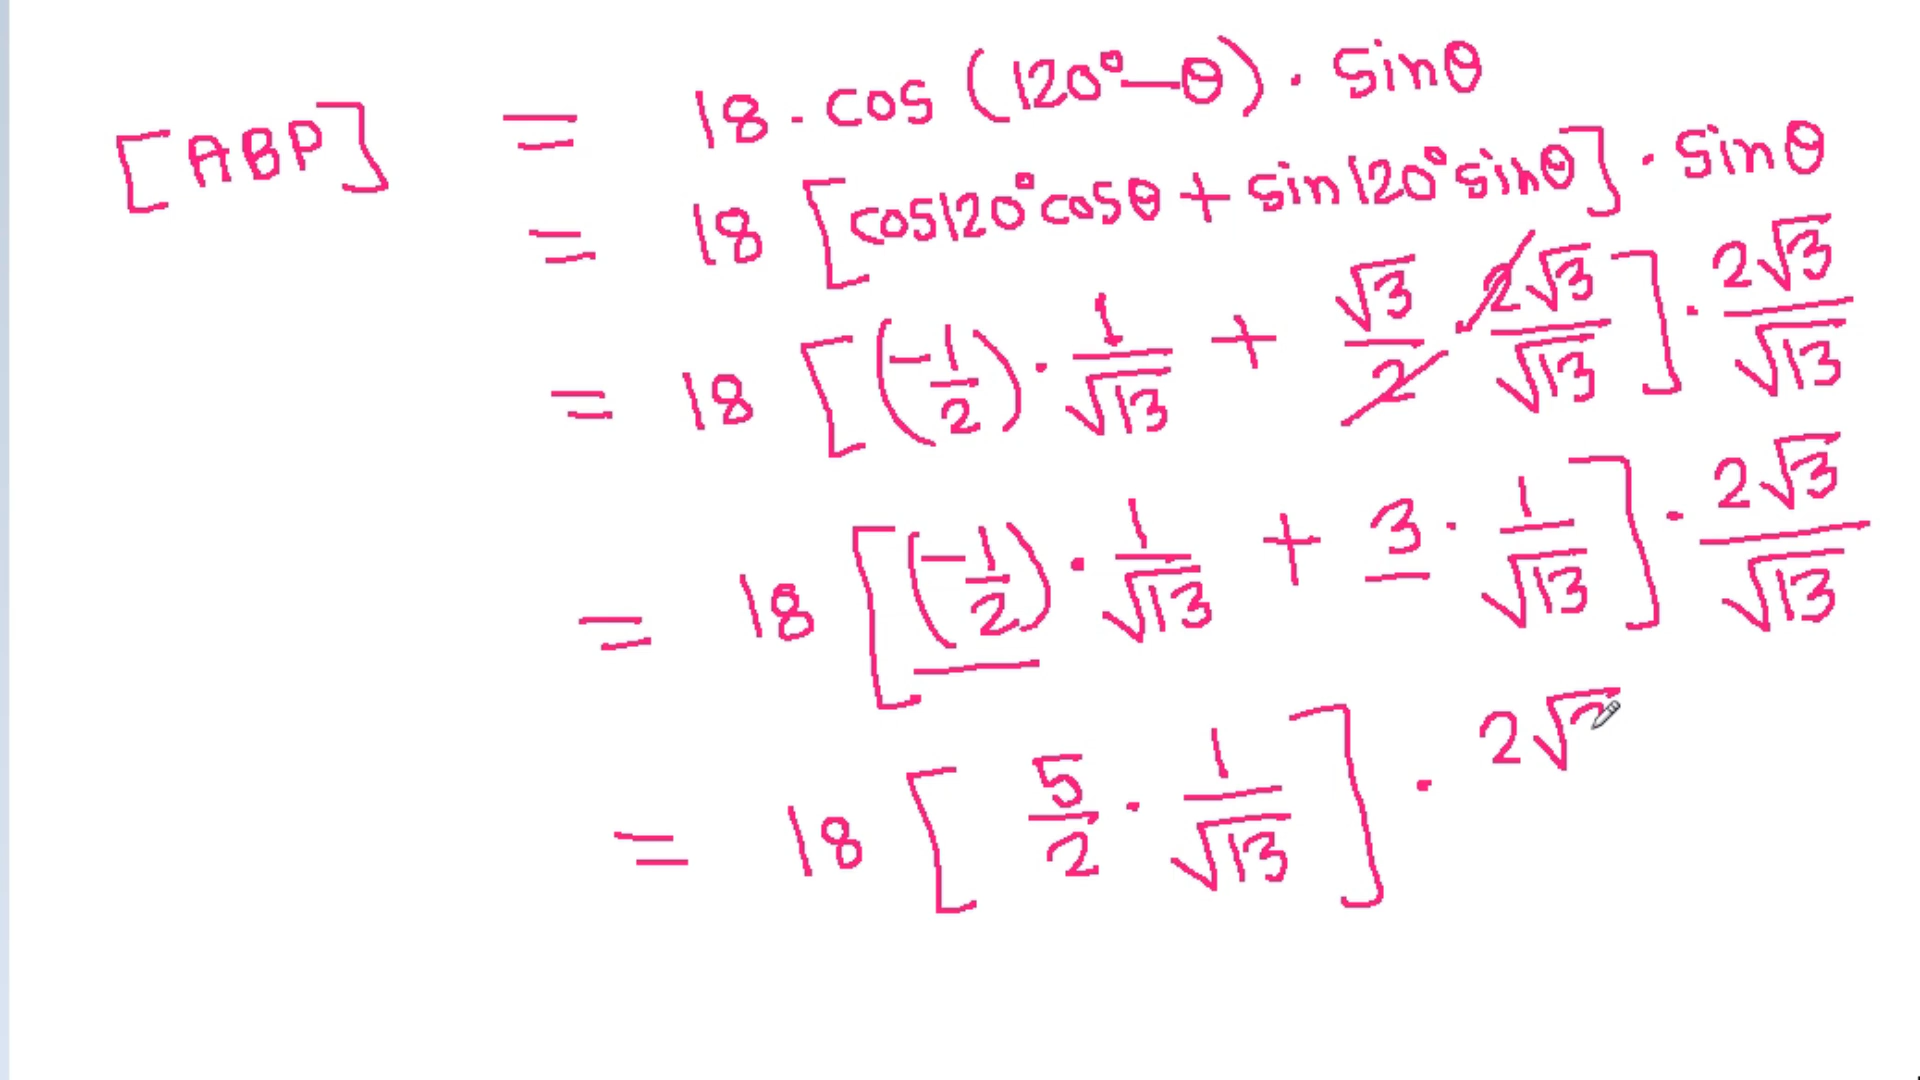 [ABP] = 18 · cos (120° − θ) · sinθ
= 18 [cos120° cosθ + sin120° sinθ] · sinθ
= 18 [(−1/2) · 1/√13 + √3/2 · 2√3/√13] · 2√3/√13
= 18 [(−1/2) · 1/√13 + 3 · 1/√13] · 2√3/√13
= 18 [5/2 · 1/√13] · 2√